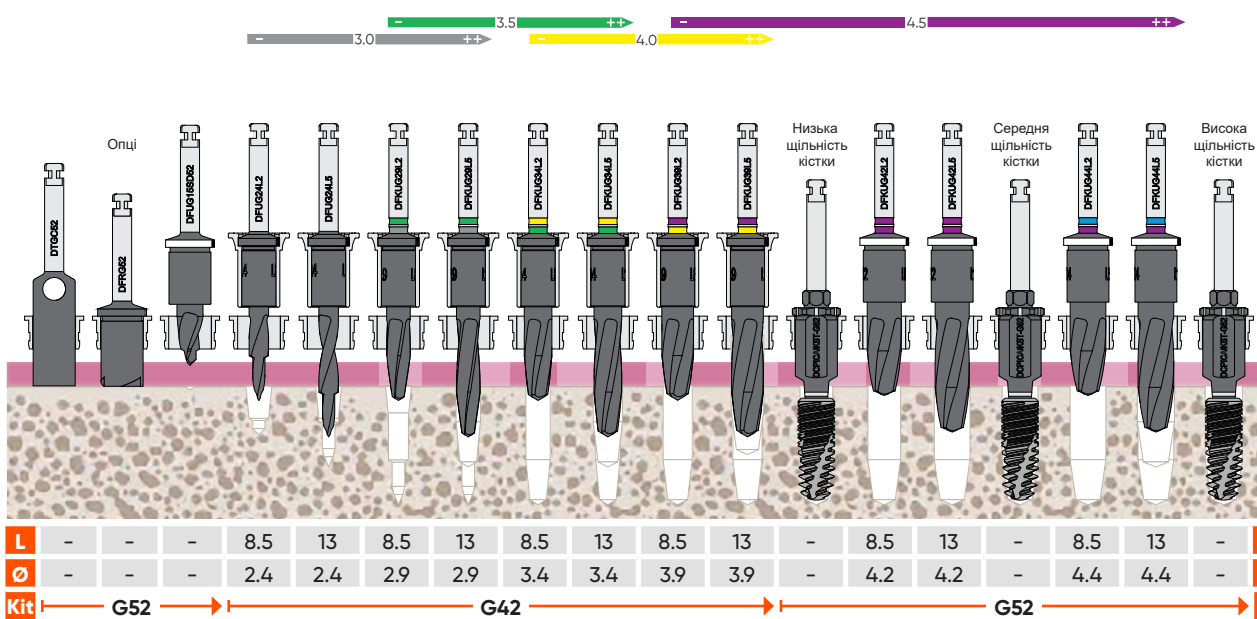 - 3.5 ++
- 4.5 ++
- 3.0 ++
- 4.0 ++
Опці
Низька
щільність
кістки
Середня
щільність
кістки
Висока
щільність
кістки
DTGC52
DFRG52
DFUG16SD52
DFUG24L2
DFUG24L5
DFKUG29L2
DFKUG29L5
DFKUG34L2
DFKUG34L5
DFKUG39L2
DFKUG39L5
DFKUG42L2
DFKUG42L5
DFKUG44L2
DFKUG44L5
L - - - 8.5 13 8.5 13 8.5 13 8.5 13 - 8.5 13 - 8.5 13 -
Ø - - - 2.4 2.4 2.9 2.9 3.4 3.4 3.9 3.9 - 4.2 4.2 - 4.4 4.4 -
Kit G52 G42 G52